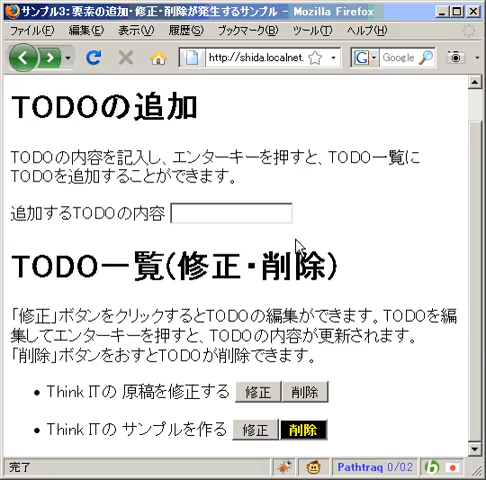 サンプル3: 要素の追加・修正・削除が発生するサンプル - Mozilla Firefox
ファイル(F) 編集(E) 表示(V) 履歴(S) ブックマーク(B) ツール(T) ヘルプ(H)
http://shida.localnet. Google
TODOの追加
TODOの内容を記入し、エンターキーを押すと、TODO一覧に
TODOを追加することができます。
追加するTODOの内容
TODO一覧(修正・削除)
「修正」ボタンをクリックするとTODOの編集ができます。TODOを編
集してエンターキーを押すと、TODOの内容が更新されます。
「削除」ボタンをおすとTODOが削除できます。
• Think ITの 原稿を修正する 修正 削除
• Think ITの サンプルを作る 修正 削除
完了 Pathtraq 0/0.2